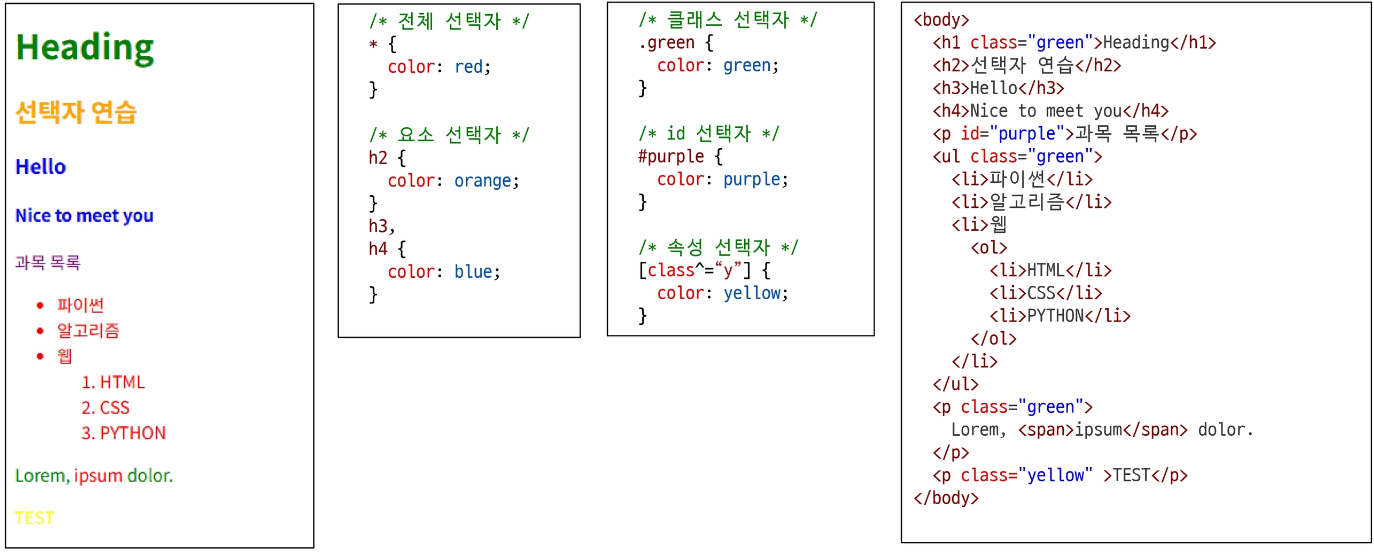 Heading
선택자 연습
Hello
Nice to meet you
과목 목록
• 파이썬
• 알고리즘
• 웹
1. HTML
2. CSS
3. PYTHON
Lorem, ipsum dolor.
TEST
/* 전체 선택자 */
* {
  color: red;
}
/* 요소 선택자 */
h2 {
  color: orange;
}
h3,
h4 {
  color: blue;
}
/* 클래스 선택자 */
.green {
  color: green;
}
/* id 선택자 */
#purple {
  color: purple;
}
/* 속성 선택자 */
[class^=“y”] {
  color: yellow;
}
<body>
  <h1 class="green">Heading</h1>
  <h2>선택자 연습</h2>
  <h3>Hello</h3>
  <h4>Nice to meet you</h4>
  <p id="purple">과목 목록</p>
  <ul class="green">
    <li>파이썬</li>
    <li>알고리즘</li>
    <li>웹
      <ol>
        <li>HTML</li>
        <li>CSS</li>
        <li>PYTHON</li>
      </ol>
    </li>
  </ul>
  <p class="green">
    Lorem, <span>ipsum</span> dolor.
  </p>
  <p class="yellow" >TEST</p>
</body>